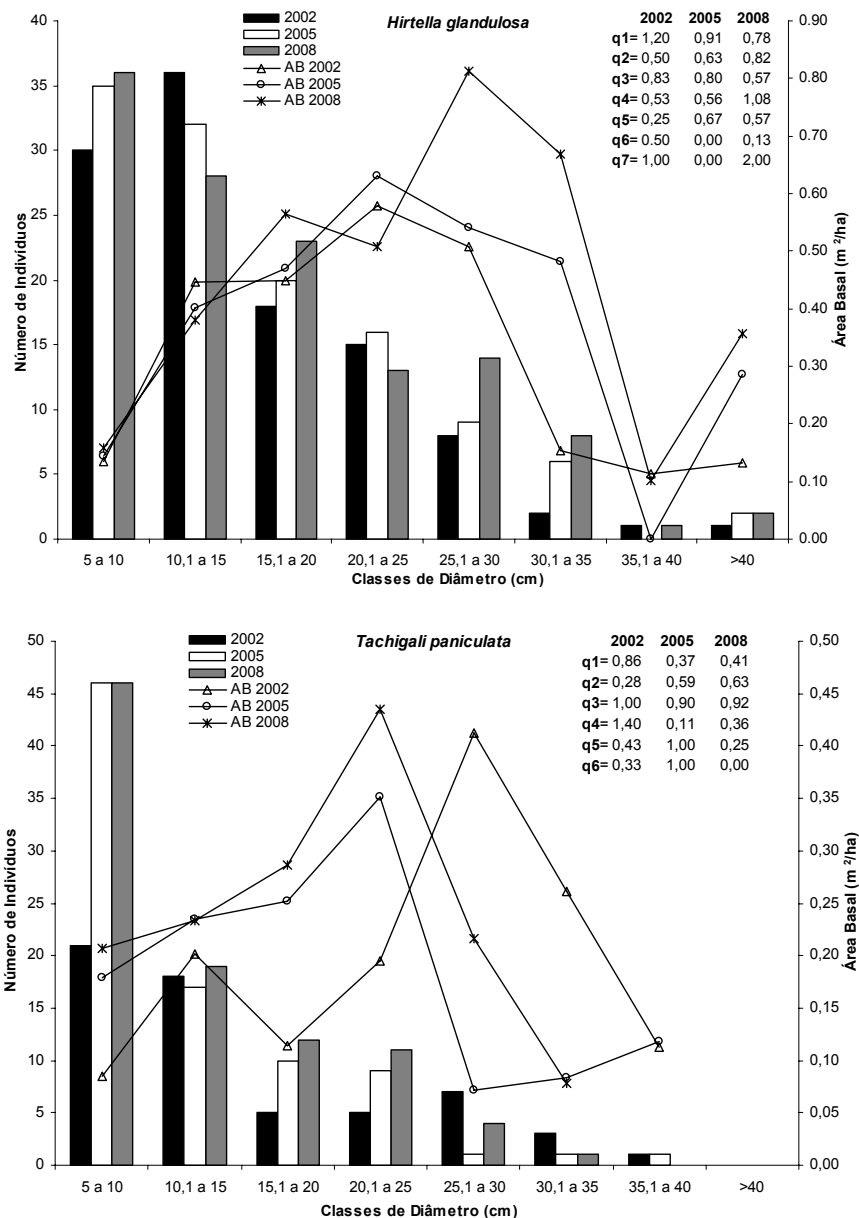 Hirtella glandulosa
2002
2005
2008
AB 2002
AB 2005
AB 2008
2002 2005 2008
q1= 1,20 0,91 0,78
q2= 0,50 0,63 0,82
q3= 0,83 0,80 0,57
q4= 0,53 0,56 1,08
q5= 0,25 0,67 0,57
q6= 0.50 0,00 0,13
q7= 1,00 0,00 2,00
Número de Indivíduos
40
35
30
25
20
15
10
5
0
Área Basal (m ²/ha)
0.90
0.80
0.70
0.60
0.50
0.40
0.30
0.20
0.10
0.00
5 a 10 10,1 a 15 15,1 a 20 20,1 a 25 25,1 a 30 30,1 a 35 35,1 a 40 >40
Classes de Diâmetro (cm)
Tachigali paniculata
2002
2005
2008
AB 2002
AB 2005
AB 2008
2002 2005 2008
q1= 0,86 0,37 0,41
q2= 0,28 0,59 0,63
q3= 1,00 0,90 0,92
q4= 1,40 0,11 0,36
q5= 0,43 1,00 0,25
q6= 0,33 1,00 0,00
Número de Indivíduos
50
45
40
35
30
25
20
15
10
5
0
Área Basal (m ²/ha)
0,50
0,45
0,40
0,35
0,30
0,25
0,20
0,15
0,10
0,05
0,00
5 a 10 10,1 a 15 15,1 a 20 20,1 a 25 25,1 a 30 30,1 a 35 35,1 a 40 >40
Classes de Diâmetro (cm)